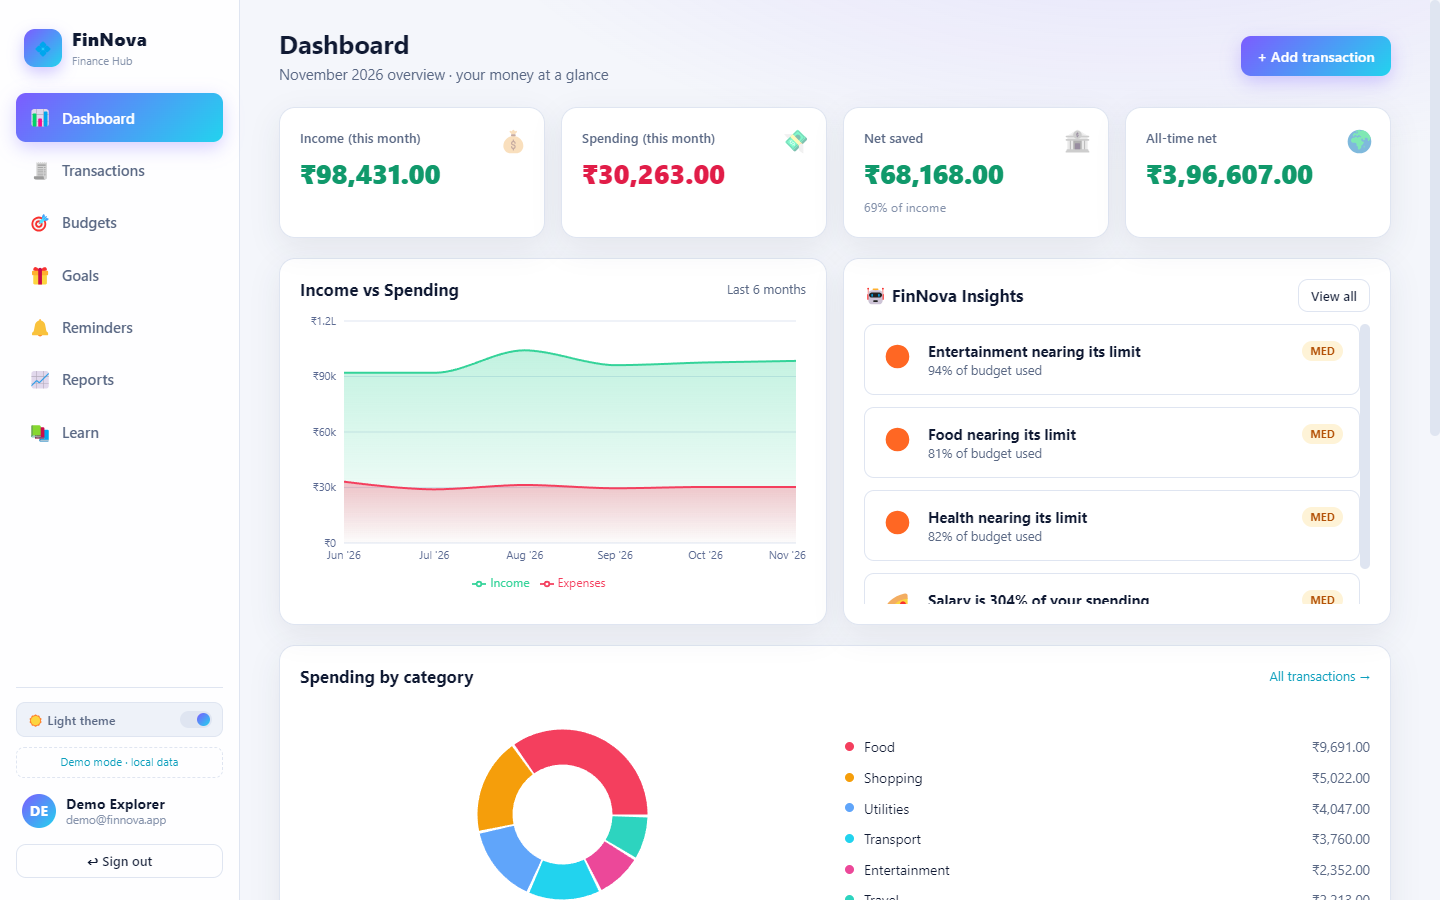 FinNova
Finance Hub
Dashboard
Transactions
Budgets
Goals
Reminders
Reports
Learn
Light theme
Demo mode · local data
DE
Demo Explorer
demo@finnova.app
↩ Sign out
Dashboard
November 2026 overview · your money at a glance
+ Add transaction
Income (this month)
₹98,431.00
Spending (this month)
₹30,263.00
Net saved
₹68,168.00
69% of income
All-time net
₹3,96,607.00
Income vs Spending
Last 6 months
₹1.2L
₹90k
₹60k
₹30k
₹0
Jun '26 Jul '26 Aug '26 Sep '26 Oct '26 Nov '26
Income Expenses
FinNova Insights
View all
Entertainment nearing its limit
MED
94% of budget used
Food nearing its limit
MED
81% of budget used
Health nearing its limit
MED
82% of budget used
Salary is 304% of your spending
MED
Spending by category
All transactions →
Food ₹9,691.00
Shopping ₹5,022.00
Utilities ₹4,047.00
Transport ₹3,760.00
Entertainment ₹2,352.00
Travel ₹2,213.00